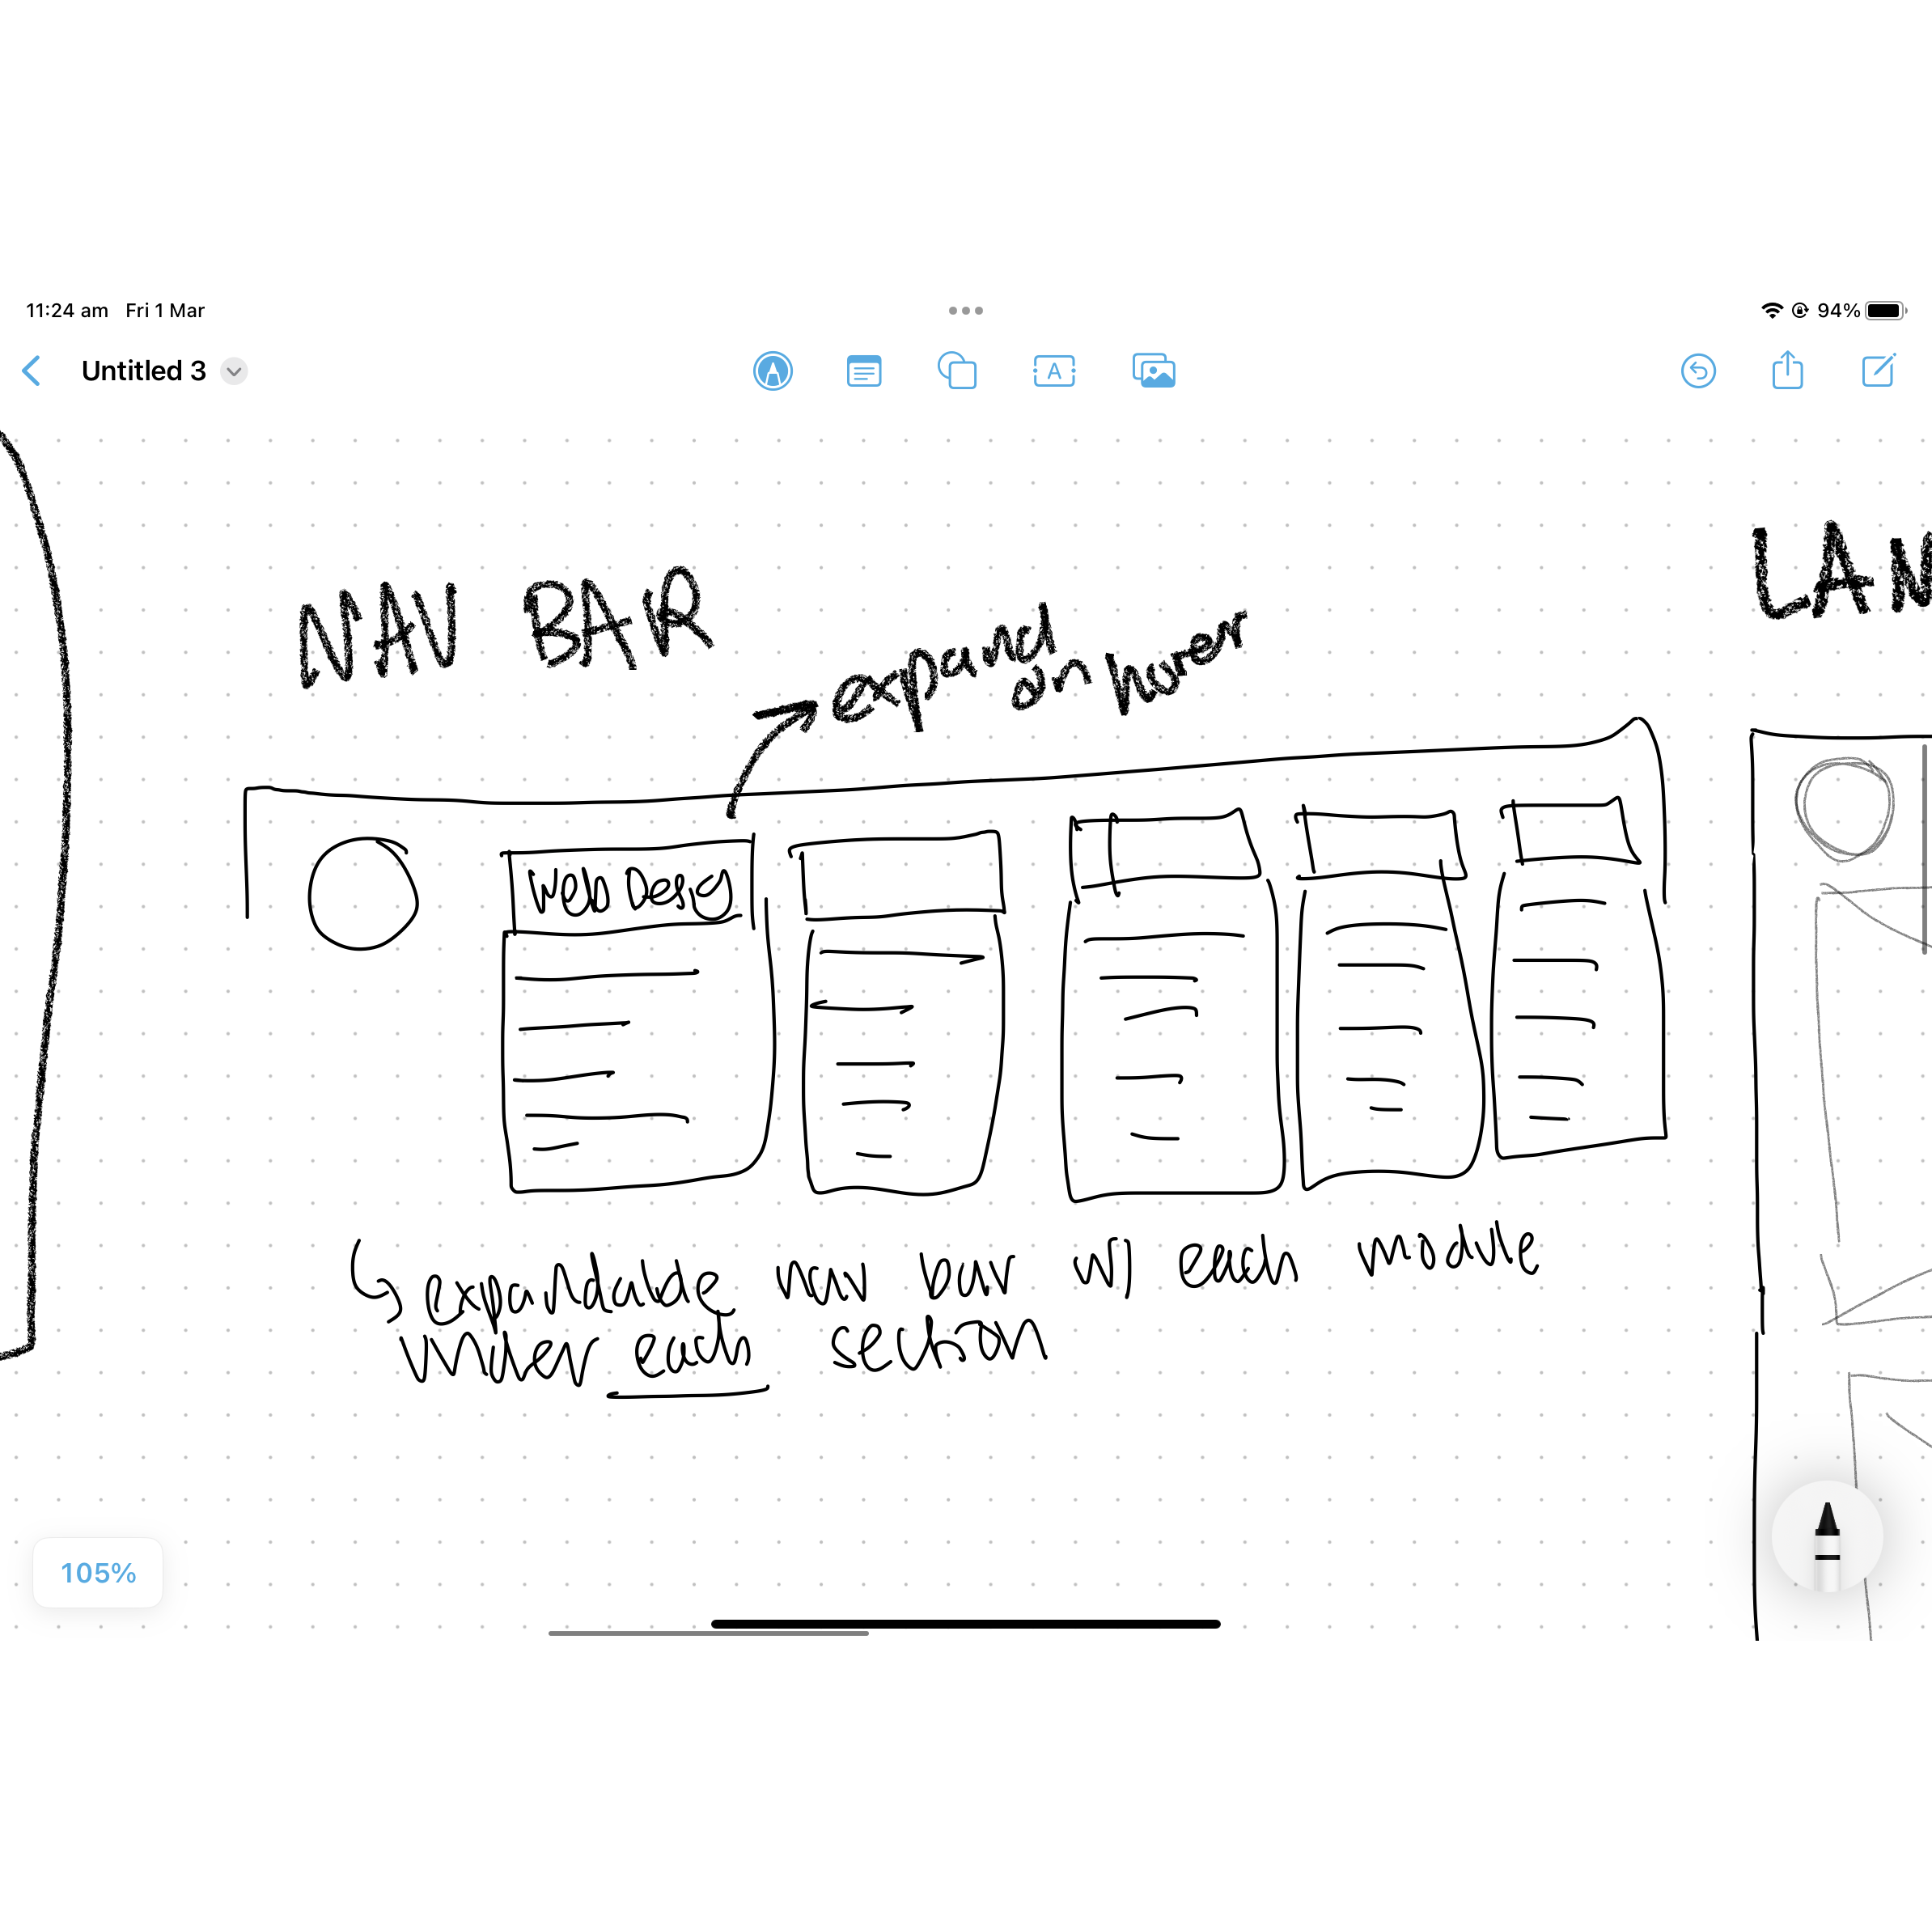 11:24 am Fri 1 Mar
94%
Untitled 3
A
NAV BAR
LAN
expand
on hover
Web Desig
↳ expandable nav bar w/ each module
under each section
105%